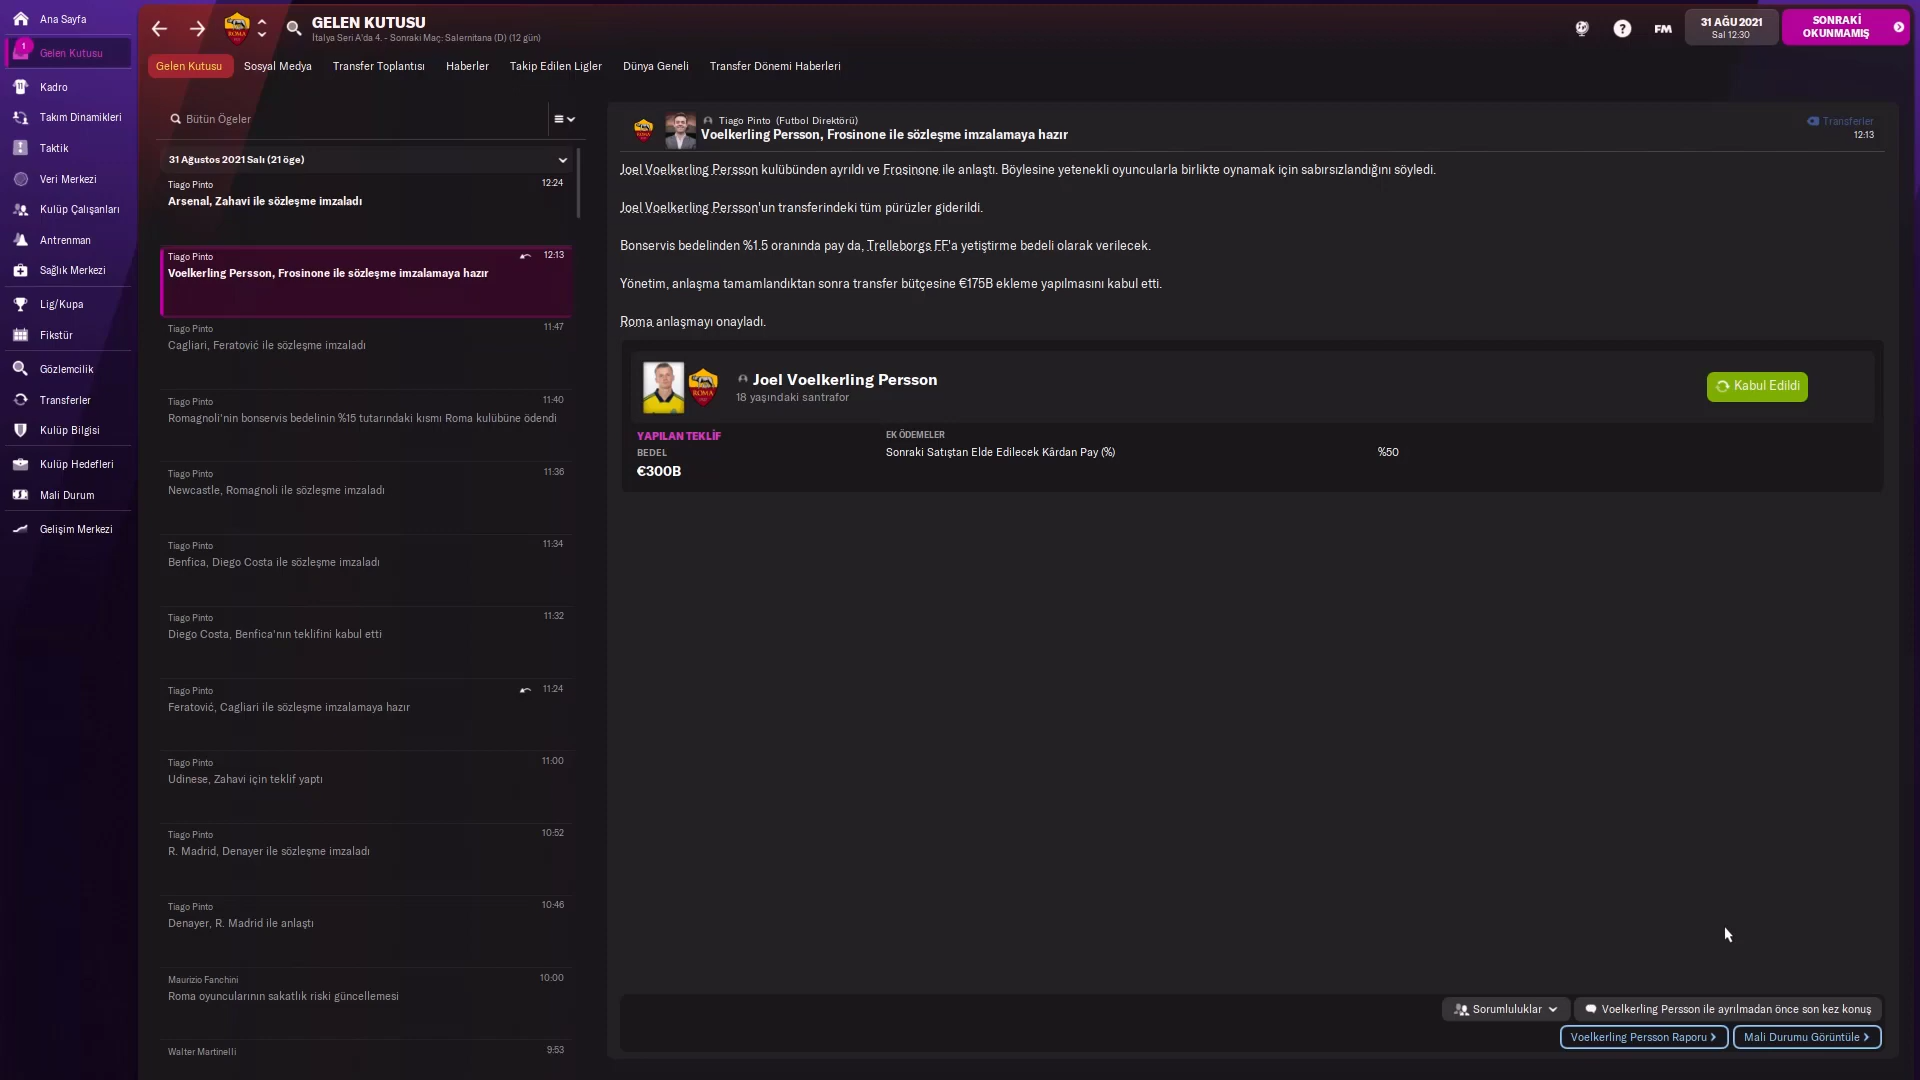 Ana Sayfa
1
Gelen Kutusu
Kadro
Takım Dinamikleri
Taktik
Veri Merkezi
Kulüp Çalışanları
Antrenman
Sağlık Merkezi
Lig/Kupa
Fikstür
Gözlemcilik
Transferler
Kulüp Bilgisi
Kulüp Hedefleri
Mali Durum
Gelişim Merkezi
GELEN KUTUSU
İtalya Seri A'da 4. - Sonraki Maç: Salernitana (D) (12 gün)
FM
31 AĞU 2021
Sal 12:30
SONRAKİ
OKUNMAMIŞ
Gelen Kutusu Sosyal Medya Transfer Toplantısı Haberler Takip Edilen Ligler Dünya Geneli Transfer Dönemi Haberleri
Bütün Ögeler
31 Ağustos 2021 Salı (21 öge)
Tiago Pinto 12:24
Arsenal, Zahavi ile sözleşme imzaladı
Tiago Pinto 12:13
Voelkerling Persson, Frosinone ile sözleşme imzalamaya hazır
Tiago Pinto 11:47
Cagliari, Feratović ile sözleşme imzaladı
Tiago Pinto 11:40
Romagnoli'nin bonservis bedelinin %15 tutarındaki kısmı Roma kulübüne ödendi
Tiago Pinto 11:36
Newcastle, Romagnoli ile sözleşme imzaladı
Tiago Pinto 11:34
Benfica, Diego Costa ile sözleşme imzaladı
Tiago Pinto 11:32
Diego Costa, Benfica'nın teklifini kabul etti
Tiago Pinto 11:24
Feratović, Cagliari ile sözleşme imzalamaya hazır
Tiago Pinto 11:00
Udinese, Zahavi için teklif yaptı
Tiago Pinto 10:52
R. Madrid, Denayer ile sözleşme imzaladı
Tiago Pinto 10:46
Denayer, R. Madrid ile anlaştı
Maurizio Fanchini 10:00
Roma oyuncularının sakatlık riski güncellemesi
Walter Martinelli 9:53
Tiago Pinto (Futbol Direktörü)
Voelkerling Persson, Frosinone ile sözleşme imzalamaya hazır
Transferler
12:13
Joel Voelkerling Persson kulübünden ayrıldı ve Frosinone ile anlaştı. Böylesine yetenekli oyuncularla birlikte oynamak için sabırsızlandığını söyledi.
Joel Voelkerling Persson'un transferindeki tüm pürüzler giderildi.
Bonservis bedelinden %1.5 oranında pay da, Trelleborgs FF'a yetiştirme bedeli olarak verilecek.
Yönetim, anlaşma tamamlandıktan sonra transfer bütçesine €175B ekleme yapılmasını kabul etti.
Roma anlaşmayı onayladı.
Joel Voelkerling Persson
18 yaşındaki santrafor
Kabul Edildi
YAPILAN TEKLİF
BEDEL
€300B
EK ÖDEMELER
Sonraki Satıştan Elde Edilecek Kârdan Pay (%) %50
Sorumluluklar
Voelkerling Persson ile ayrılmadan önce son kez konuş
Voelkerling Persson Raporu
Mali Durumu Görüntüle